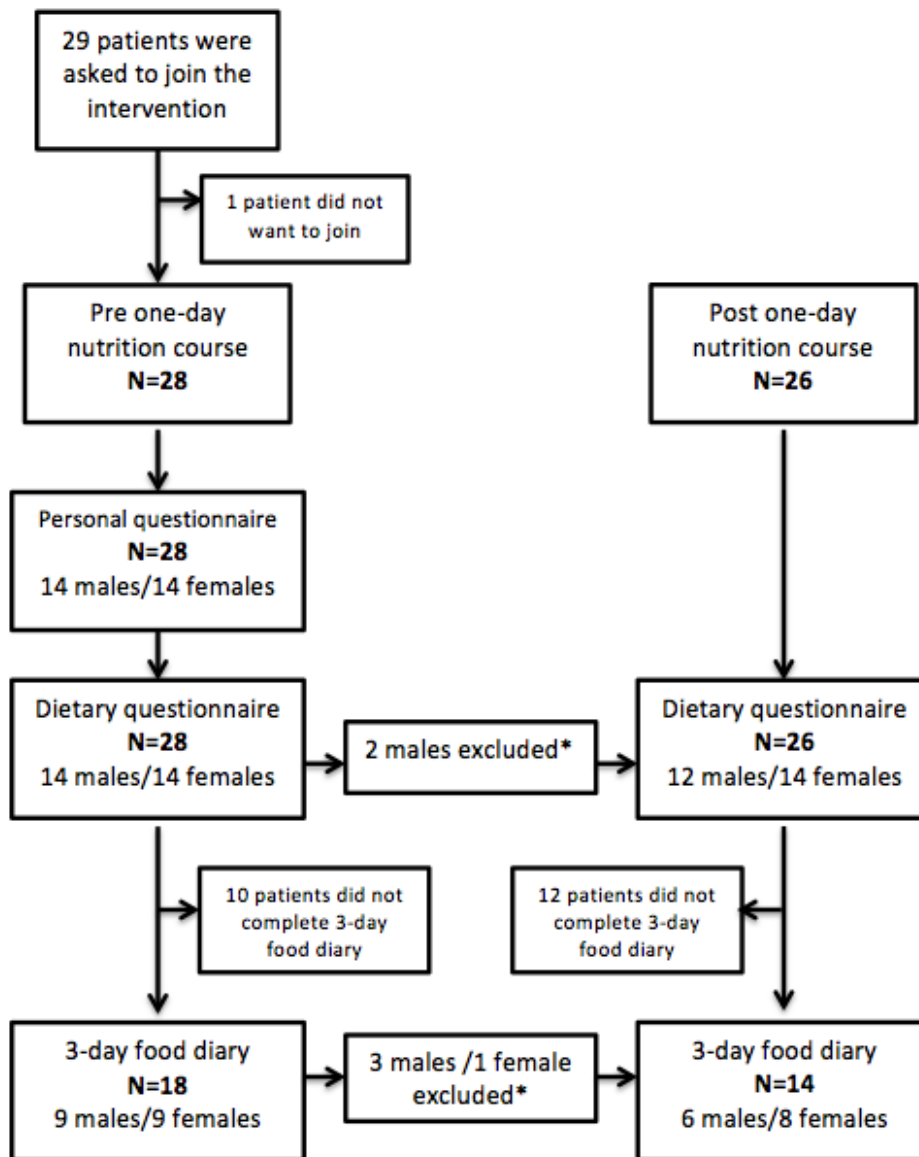 29 patients were
asked to join the
intervention
1 patient did not
want to join
Pre one-day
nutrition course
N=28
Post one-day
nutrition course
N=26
Personal questionnaire
N=28
14 males/14 females
Dietary questionnaire
N=28
14 males/14 females
2 males excluded*
Dietary questionnaire
N=26
12 males/14 females
10 patients did not
complete 3-day
food diary
12 patients did not
complete 3-day
food diary
3-day food diary
N=18
9 males/9 females
3 males /1 female
excluded*
3-day food diary
N=14
6 males/8 females